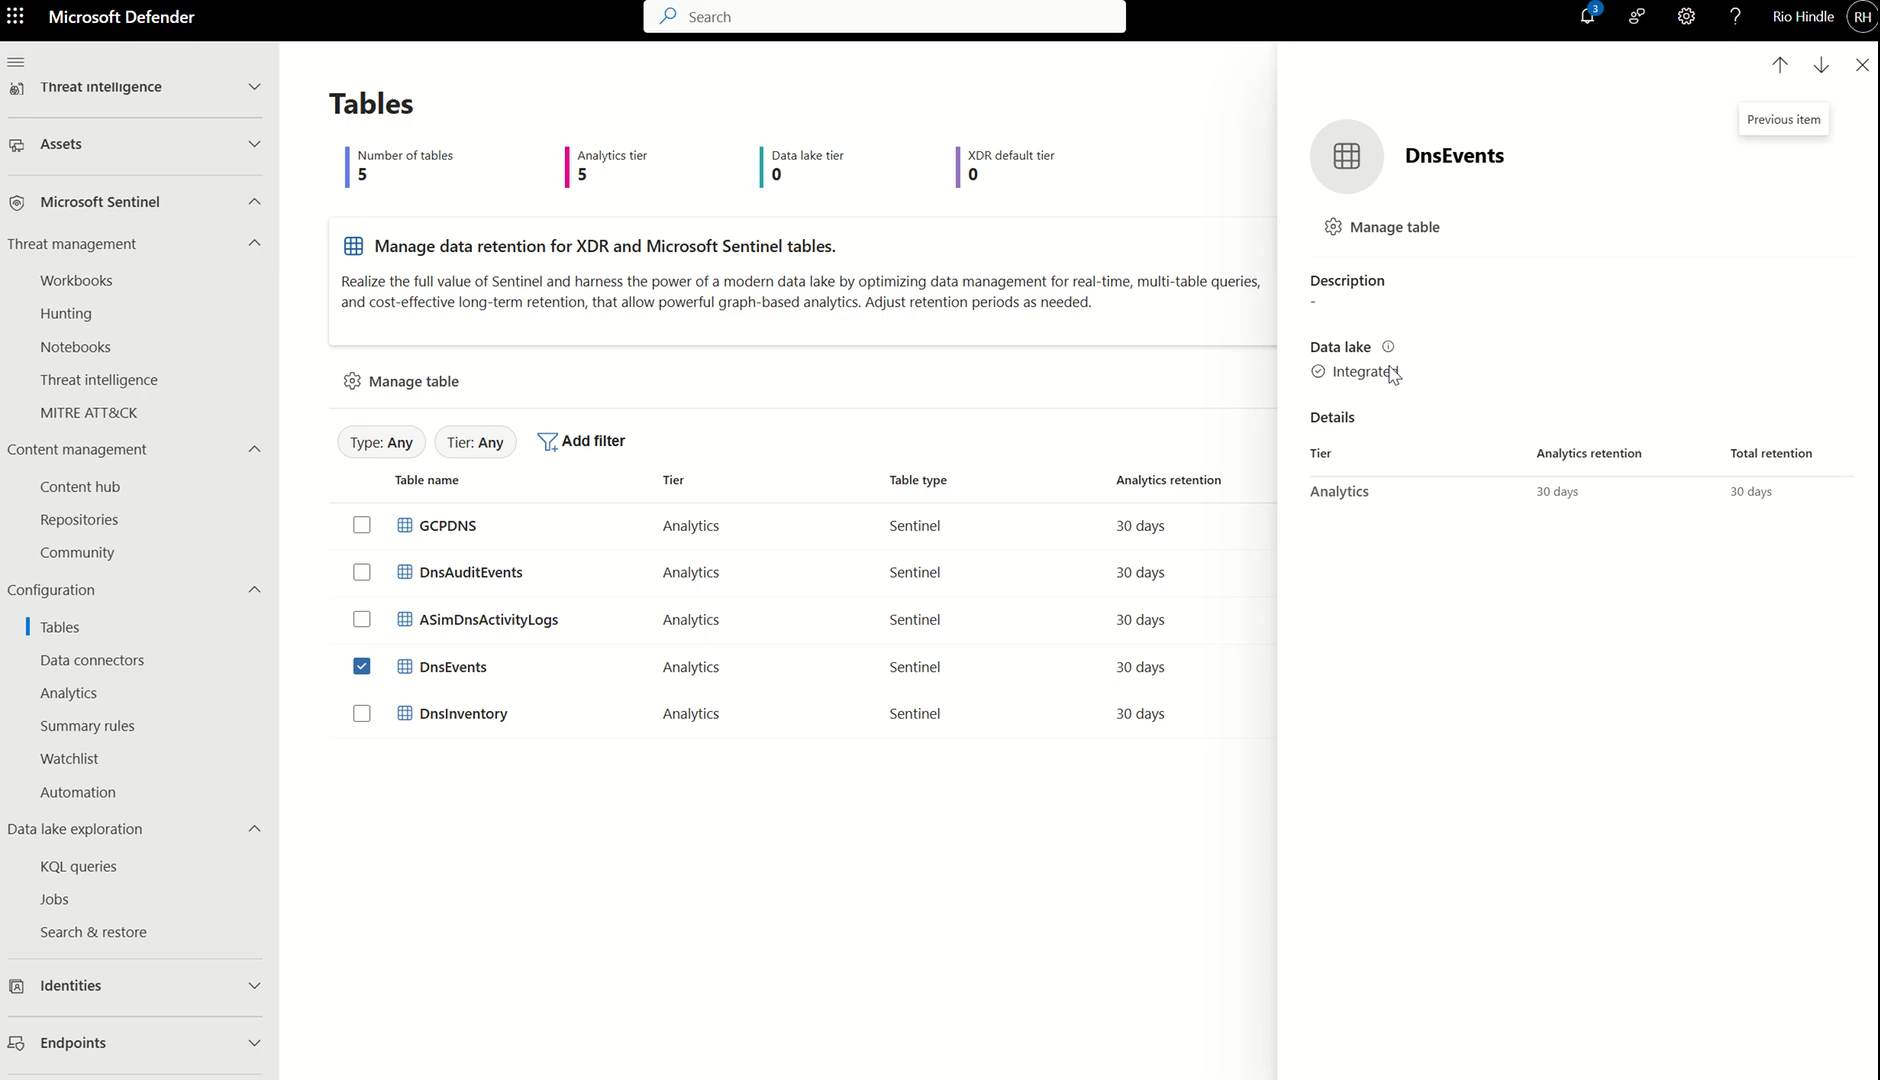 Microsoft Defender
Search
3
Rio Hindle
RH
Threat intelligence
Assets
Microsoft Sentinel
Threat management
Workbooks
Hunting
Notebooks
Threat intelligence
MITRE ATT&CK
Content management
Content hub
Repositories
Community
Configuration
Tables
Data connectors
Analytics
Summary rules
Watchlist
Automation
Data lake exploration
KQL queries
Jobs
Search & restore
Identities
Endpoints
Tables
Number of tables
5
Analytics tier
5
Data lake tier
0
XDR default tier
0
Manage data retention for XDR and Microsoft Sentinel tables.
Realize the full value of Sentinel and harness the power of a modern data lake by optimizing data management for real-time, multi-table queries,
and cost-effective long-term retention, that allow powerful graph-based analytics. Adjust retention periods as needed.
Manage table
Type: Any Tier: Any Add filter
Table name Tier Table type Analytics retention
GCPDNS Analytics Sentinel 30 days
DnsAuditEvents Analytics Sentinel 30 days
ASimDnsActivityLogs Analytics Sentinel 30 days
DnsEvents Analytics Sentinel 30 days
DnsInventory Analytics Sentinel 30 days
Previous item
DnsEvents
Manage table
Description
-
Data lake
Integrated
Details
Tier Analytics retention Total retention
Analytics 30 days 30 days